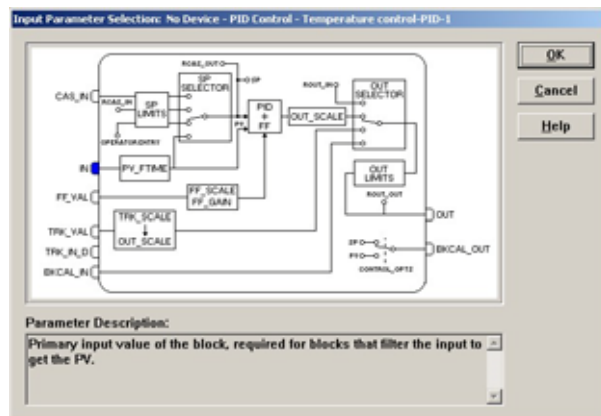 Input Parameter Selection: No Device - PID Control - Temperature control-PID-1
RCAS_OUT
SP
SP
SELECTOR
CAS_IN
RCAS_IN
SP
LIMITS
OPERATOR ENTRY
ROUT_IN
OUT
SELECTOR
PID
+
FF
OUT_SCALE
PV
IN
PV_FTIME
OUT
LIMITS
FF_VAL
FF_SCALE
FF_GAIN
ROUT_OUT
TRK_VAL
TRK_SCALE
OUT_SCALE
OUT
TRK_IN_D
SP
PV
BKCAL_OUT
BKCAL_IN
CONTROL_OPTS
OK
Cancel
Help
Parameter Description:
Primary input value of the block, required for blocks that filter the input to
get the PV.